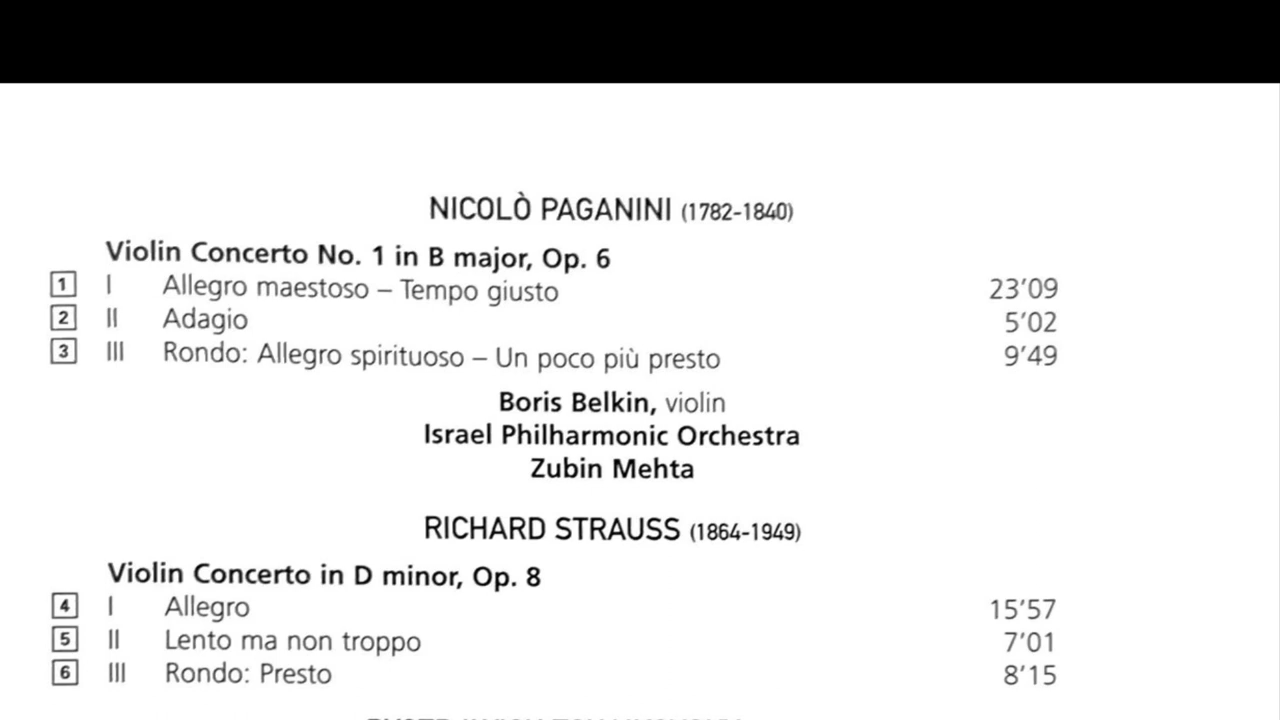 NICOLÒ PAGANINI (1782-1840)
Violin Concerto No. 1 in B major, Op. 6
1 I Allegro maestoso – Tempo giusto 23’09
2 II Adagio 5’02
3 III Rondo: Allegro spirituoso – Un poco più presto 9’49
Boris Belkin, violin
Israel Philharmonic Orchestra
Zubin Mehta
RICHARD STRAUSS (1864-1949)
Violin Concerto in D minor, Op. 8
4 I Allegro 15’57
5 II Lento ma non troppo 7’01
6 III Rondo: Presto 8’15